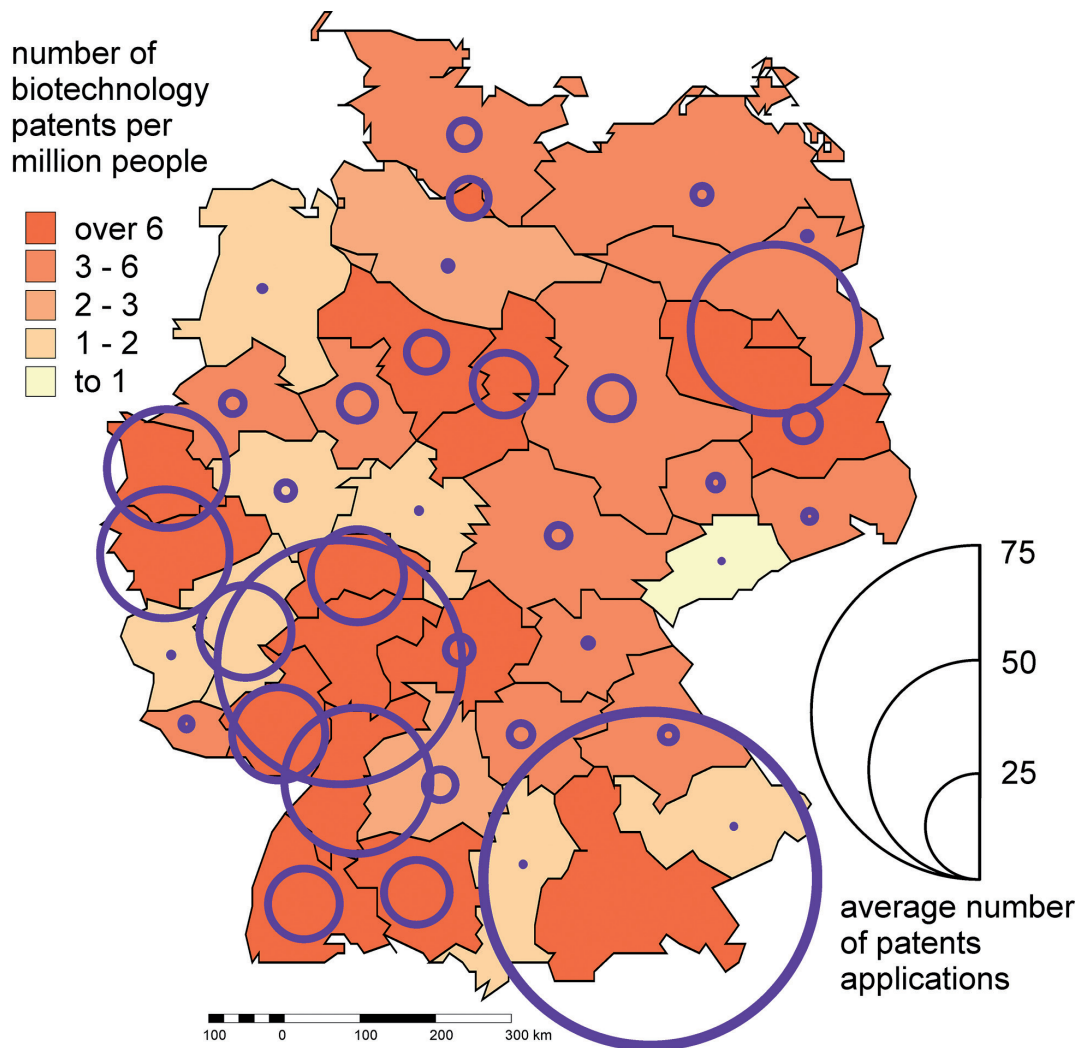 number of
biotechnology
patents per
million people
over 6
3 - 6
2 - 3
1 - 2
to 1
75
50
25
average number
of patents
applications
100 0 100 200 300 km